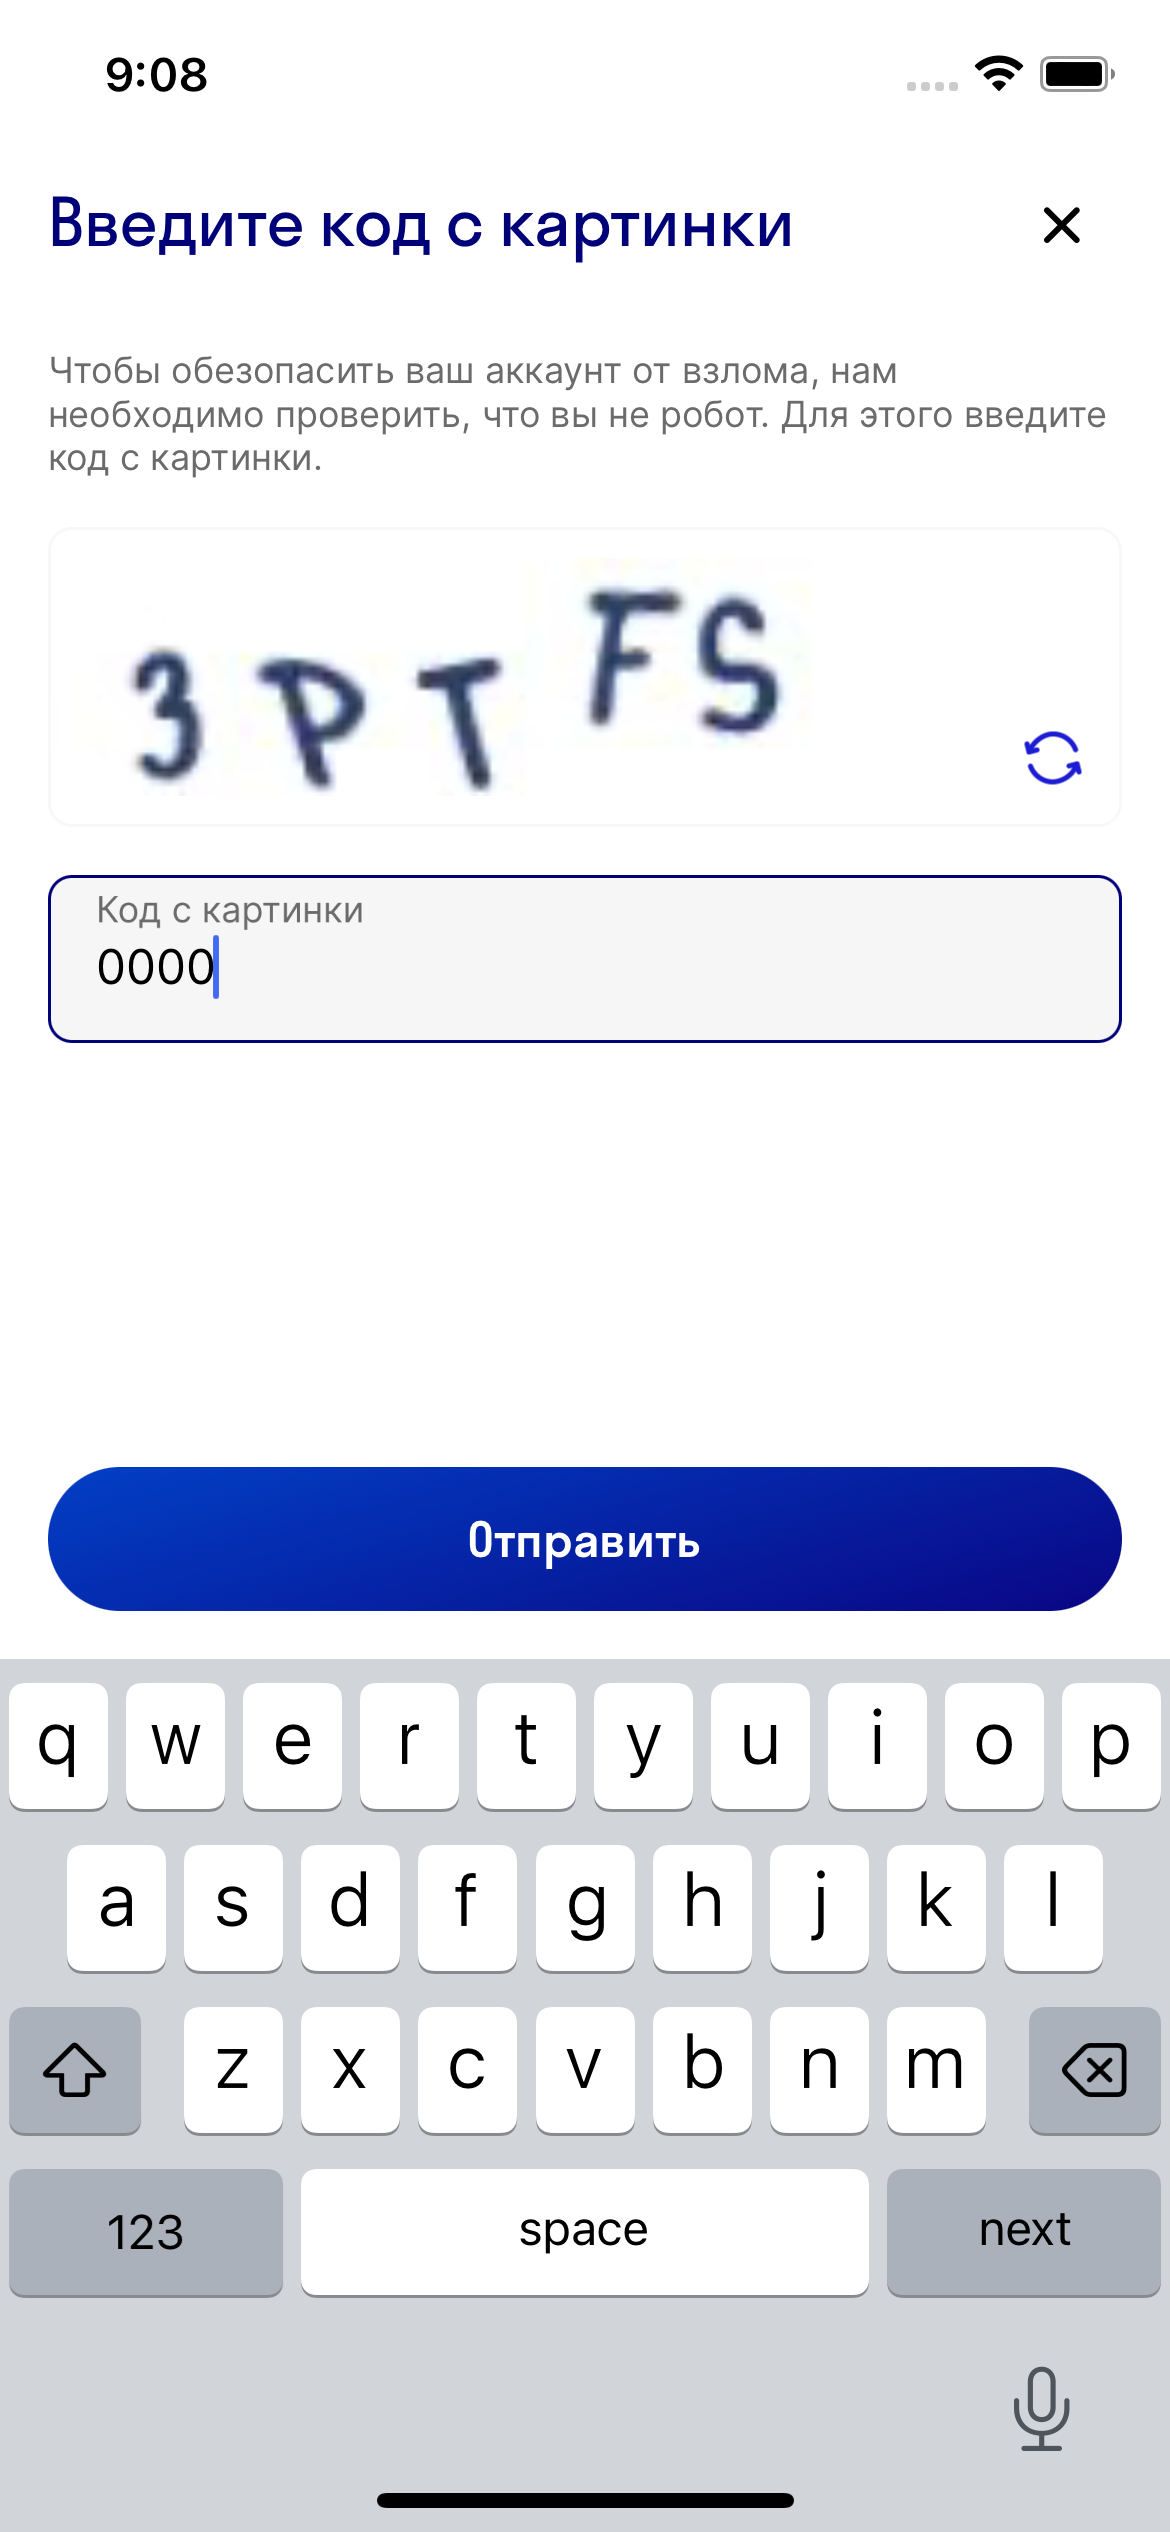 9:08
Введите код с картинки
Чтобы обезопасить ваш аккаунт от взлома, нам
необходимо проверить, что вы не робот. Для этого введите
код с картинки.
3PTFS
Код с картинки
0000
Отправить
q w e r t y u i o p
a s d f g h j k l
z x c v b n m
123 space next